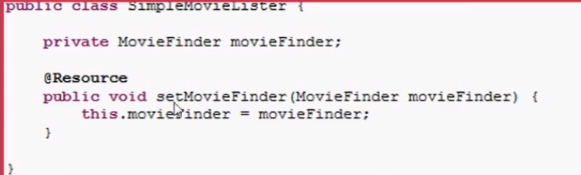 public class SimpleMovieLister {
private MovieFinder movieFinder;
@Resource
public void setMovieFinder(MovieFinder movieFinder) {
this.movieFinder = movieFinder;
}
}